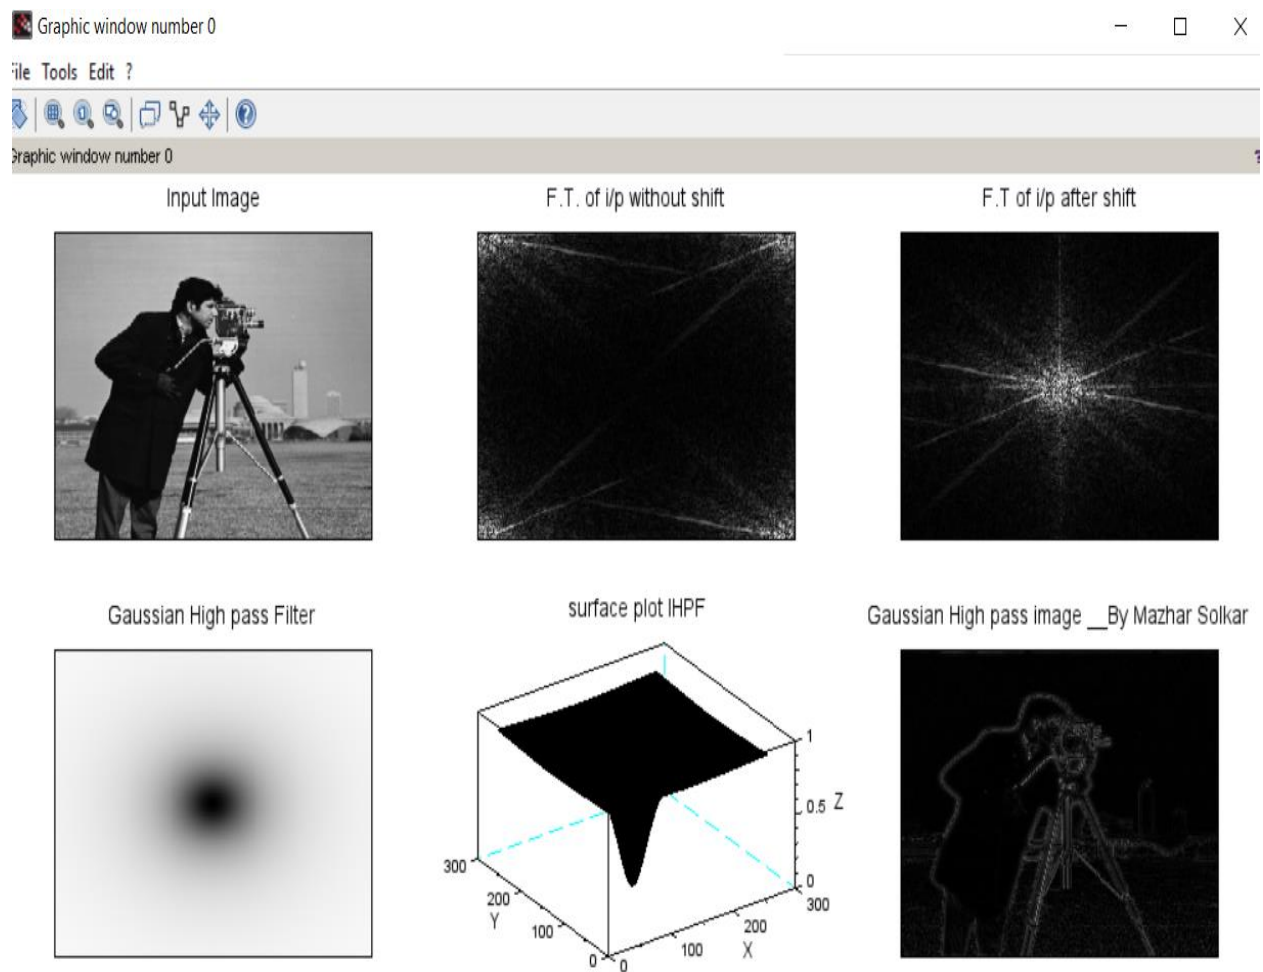 Graphic window number 0
File Tools Edit ?
Graphic window number 0 ?
Input Image
F.T. of i/p without shift
F.T of i/p after shift
Gaussian High pass Filter
surface plot IHPF
Gaussian High pass image __By Mazhar Solkar
1
0.5 Z
0
300
200
Y
100
0
0
100
X
200
300